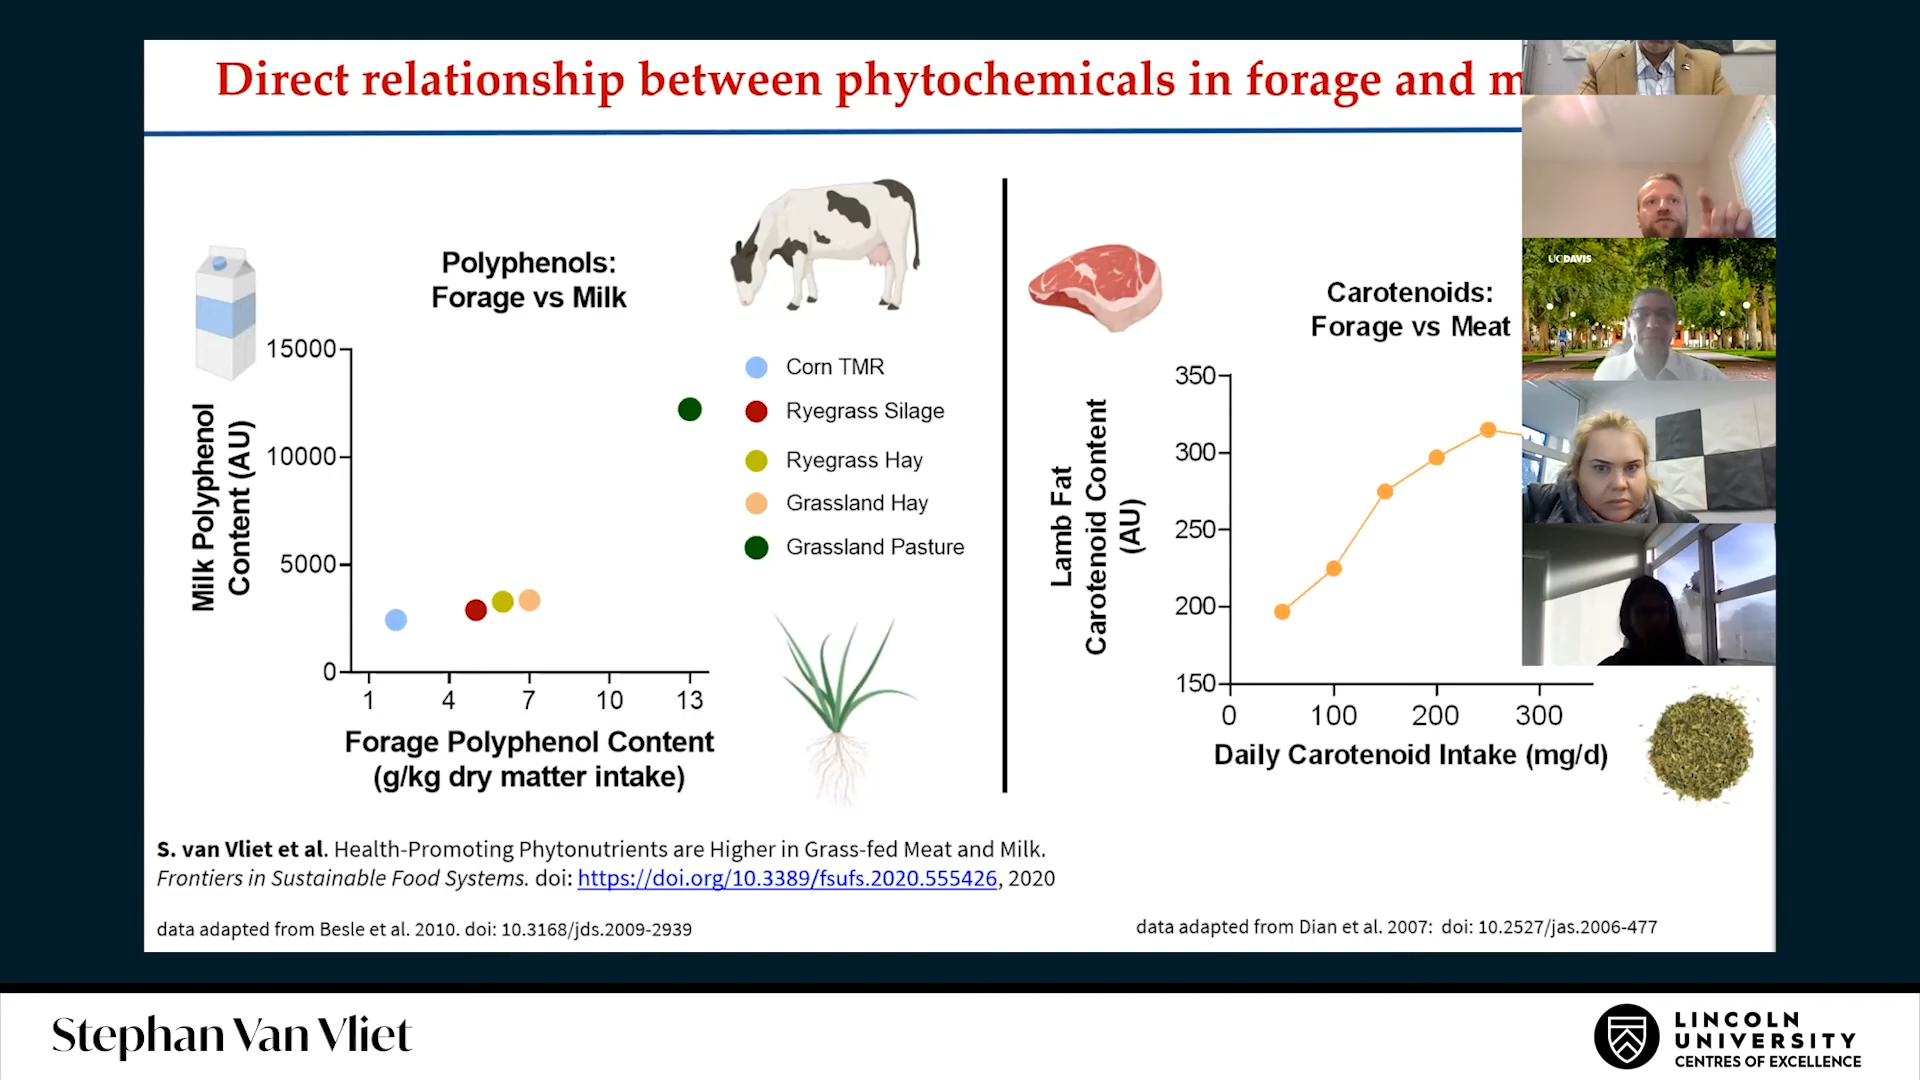 Direct relationship between phytochemicals in forage and m
UC DAVIS
Polyphenols:
Forage vs Milk
15000
10000
5000
0
Milk Polyphenol
Content (AU)
1 4 7 10 13
Forage Polyphenol Content
(g/kg dry matter intake)
Corn TMR
Ryegrass Silage
Ryegrass Hay
Grassland Hay
Grassland Pasture
Carotenoids:
Forage vs Meat
350
300
250
200
150
Lamb Fat
Carotenoid Content
(AU)
0 100 200 300
Daily Carotenoid Intake (mg/d)
S. van Vliet et al. Health-Promoting Phytonutrients are Higher in Grass-fed Meat and Milk.
Frontiers in Sustainable Food Systems. doi: https://doi.org/10.3389/fsufs.2020.555426, 2020
data adapted from Besle et al. 2010. doi: 10.3168/jds.2009-2939
data adapted from Dian et al. 2007: doi: 10.2527/jas.2006-477
Stephan Van Vliet
LINCOLN
UNIVERSITY
CENTRES OF EXCELLENCE